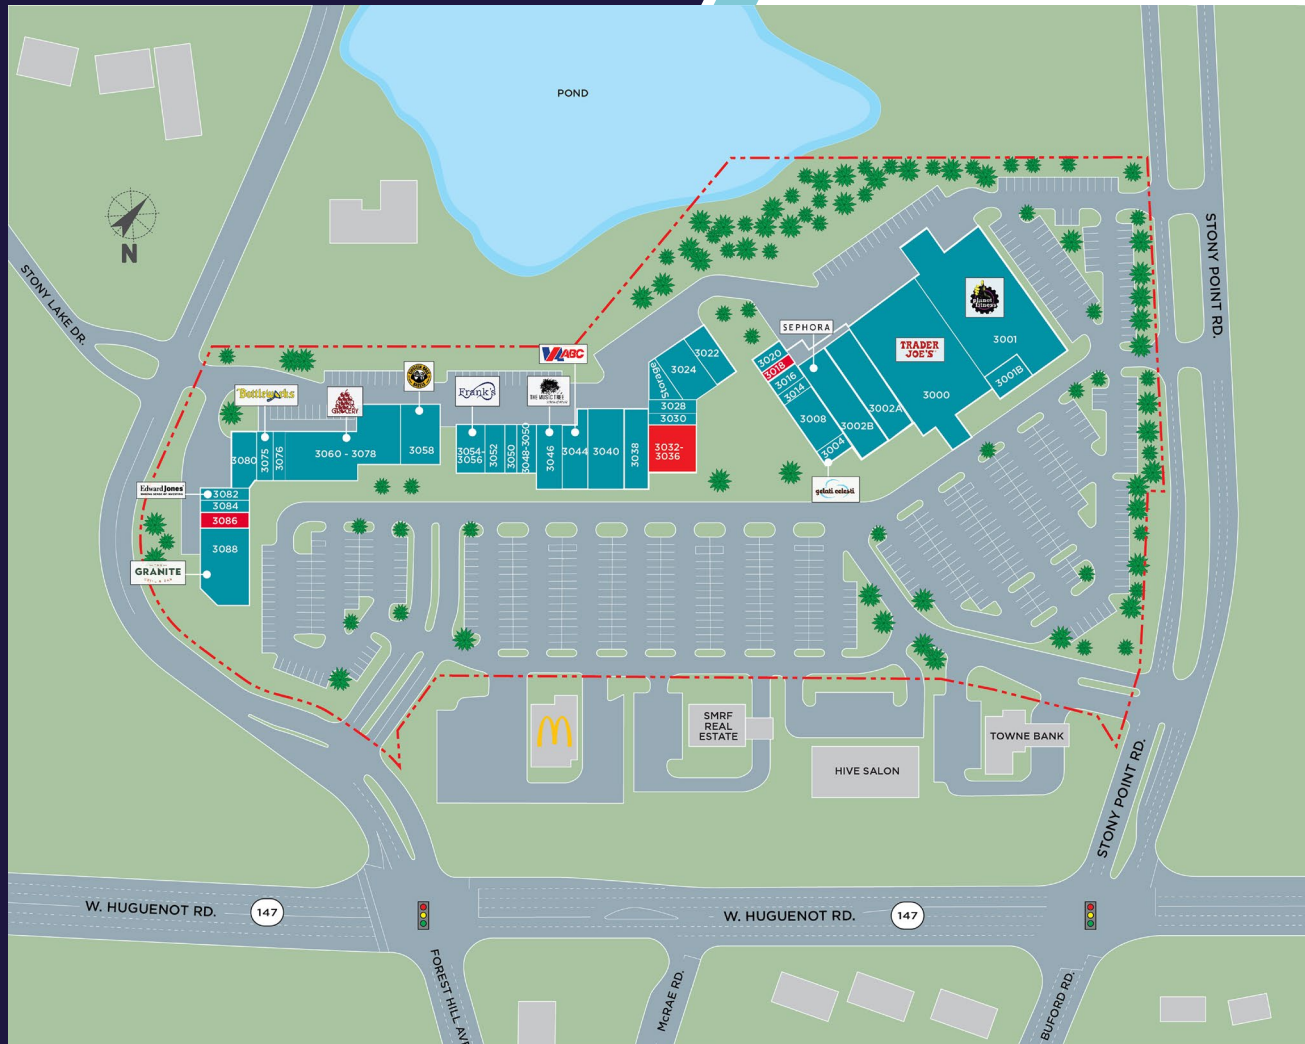 POND
STONY POINT RD.
N
STONY LAKE DR.
SEPHORA
planet fitness
TRADER JOE'S
3001
3001B
3000
3002A
3002B
3004
3008
3014
3016
3018
3020
gelati celesti
3022
3024
Storage
3028
3030
3032-
3036
3038
3040
3044
3046
3048-3050
3050
3052
3054-
3056
ABC
THE MUSIC TREE
Frank's
3058
3060 - 3078
GROCERY
Bottleworks
3075
3076
3080
Edward Jones
3082
3084
3086
3088
GRANITE
SMRF
REAL
ESTATE
HIVE SALON
TOWNE BANK
STONY POINT RD.
W. HUGUENOT RD.
147
W. HUGUENOT RD.
147
FOREST HILL AVE
McRAE RD.
BUFORD RD.